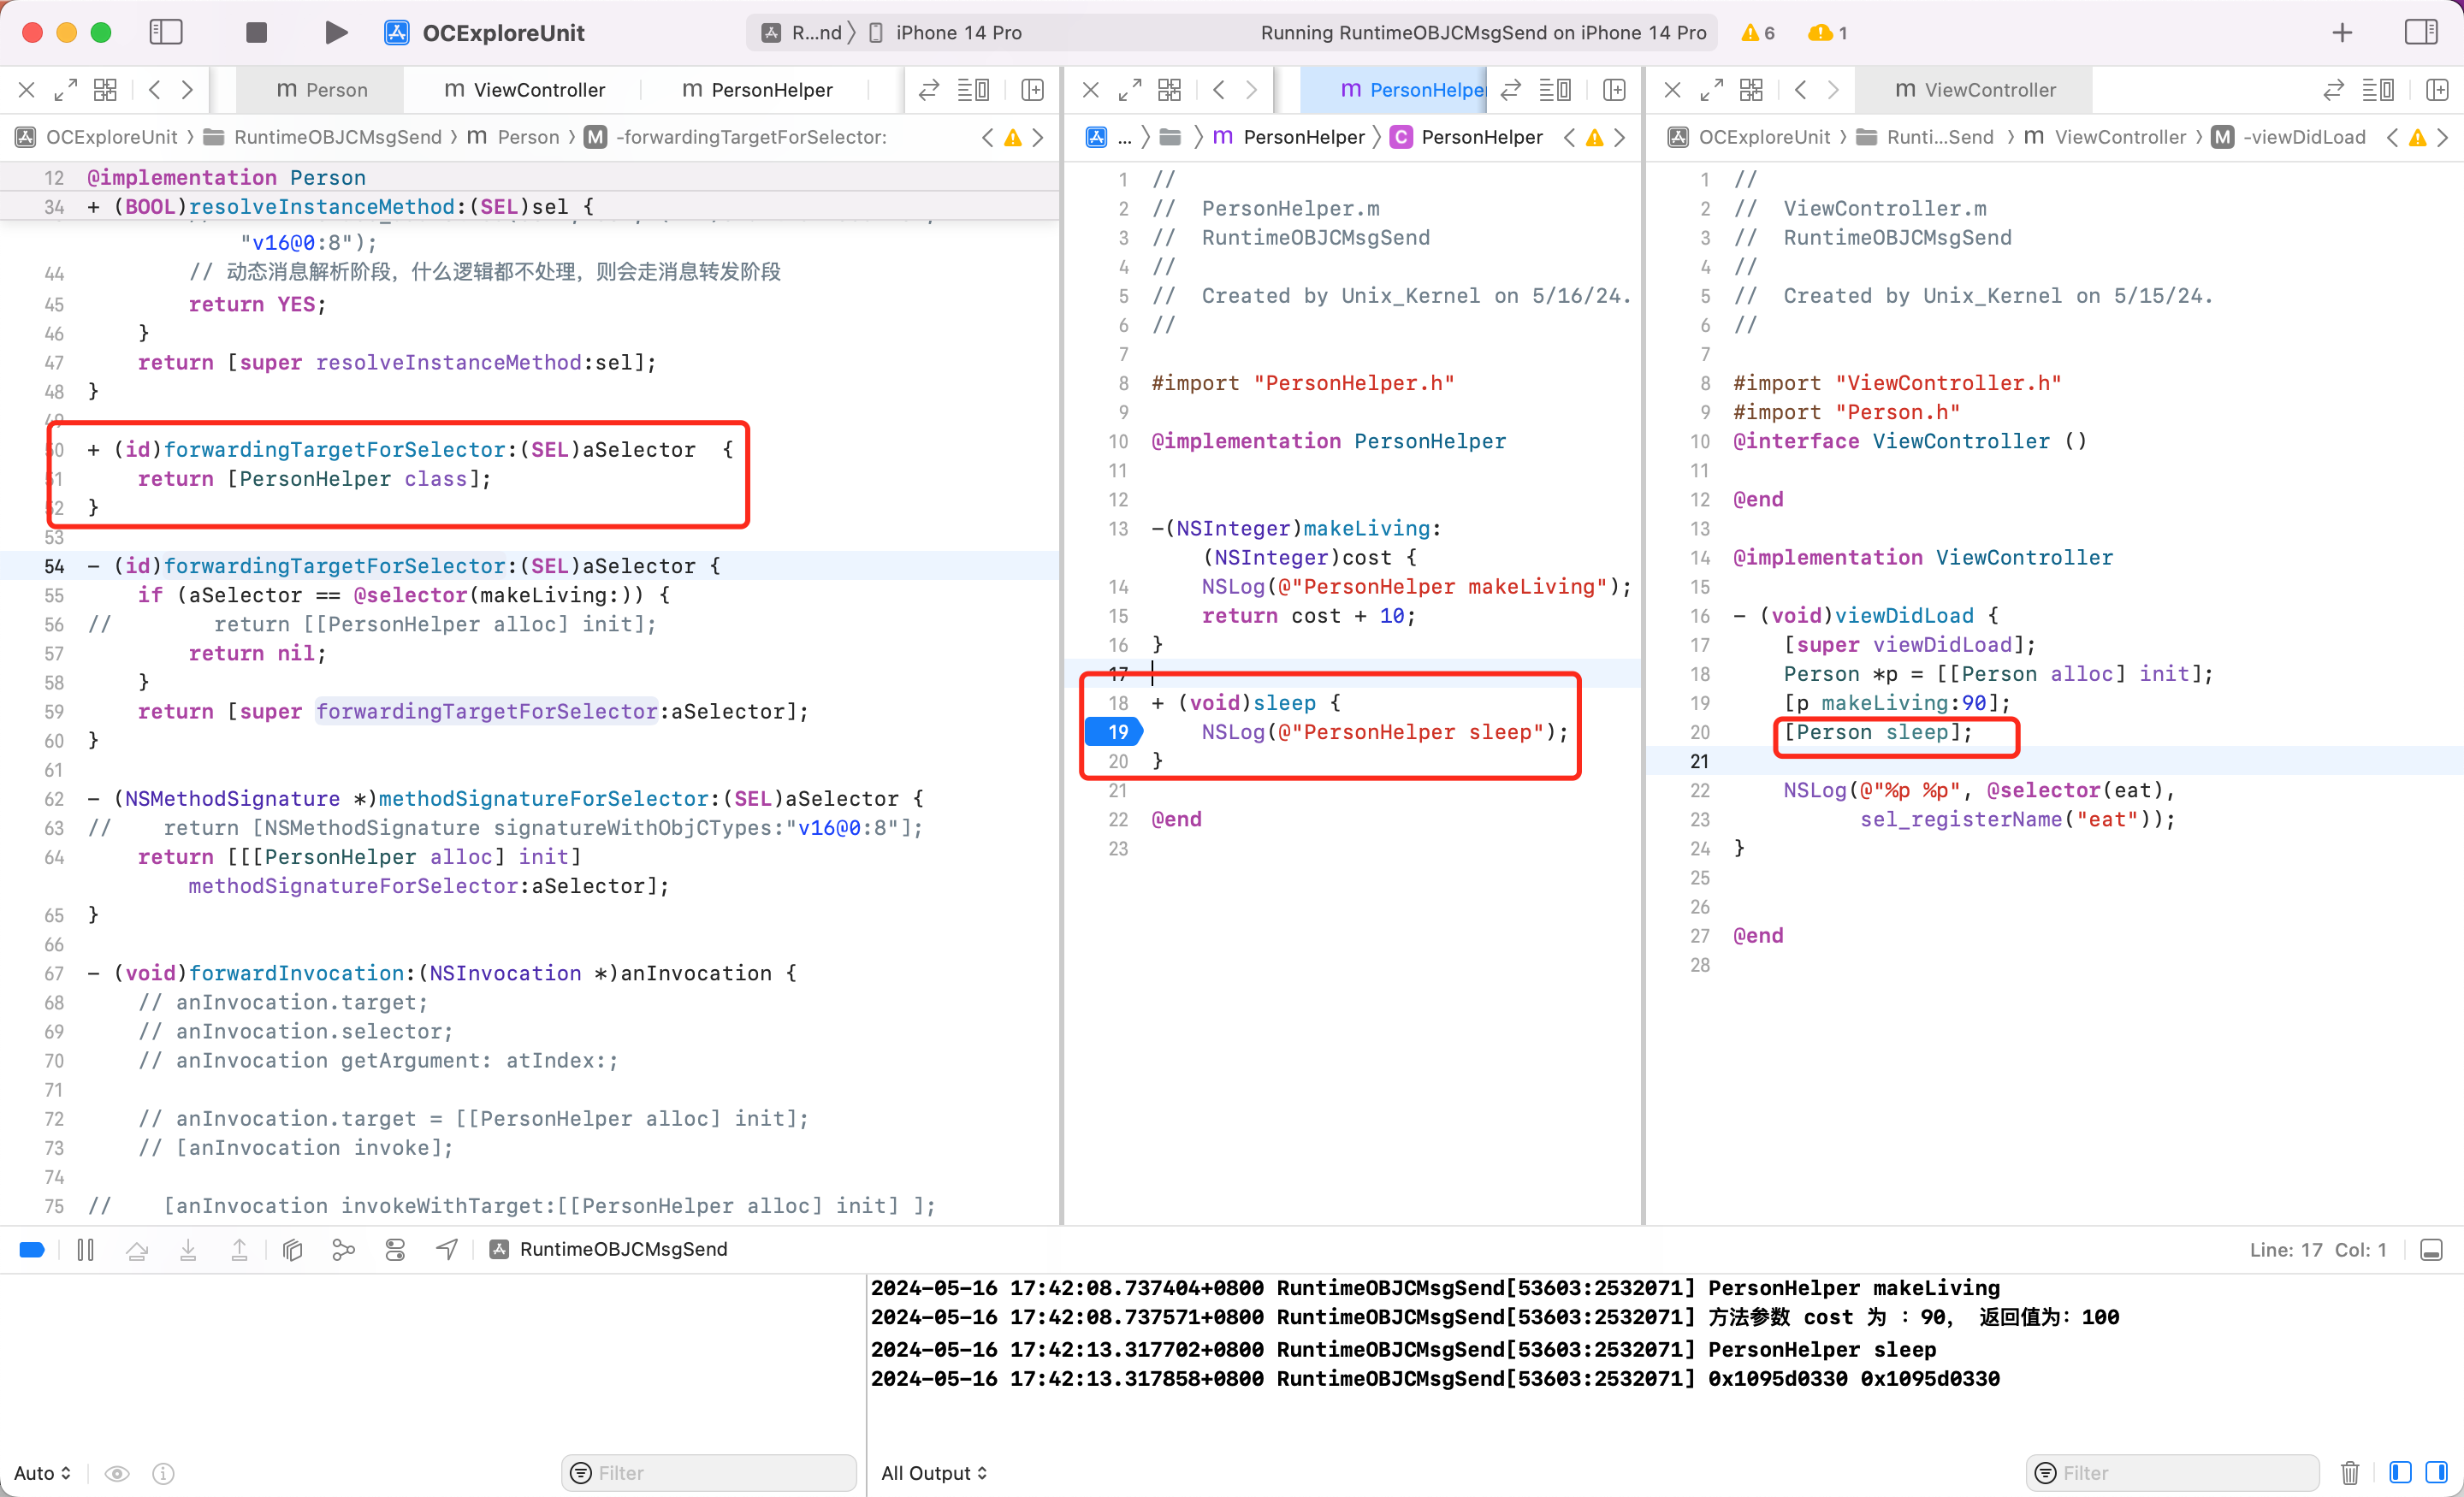 OCExploreUnit
R...nd 〉 iPhone 14 Pro
Running RuntimeOBJCMsgSend on iPhone 14 Pro
6
1
m Person
m ViewController
m PersonHelper
OCExploreUnit 〉 RuntimeOBJCMsgSend 〉 m Person 〉 M -forwardingTargetForSelector:
12 @implementation Person
34 + (BOOL)resolveInstanceMethod:(SEL)sel {
"v16@0:8");
44 // 动态消息解析阶段，什么逻辑都不处理，则会走消息转发阶段
45 return YES;
46 }
47 return [super resolveInstanceMethod:sel];
48 }
49
50 + (id)forwardingTargetForSelector:(SEL)aSelector  {
51 return [PersonHelper class];
52 }
53
54 - (id)forwardingTargetForSelector:(SEL)aSelector {
55 if (aSelector == @selector(makeLiving:)) {
56 //        return [[PersonHelper alloc] init];
57 return nil;
58 }
59 return [super forwardingTargetForSelector:aSelector];
60 }
61
62 - (NSMethodSignature *)methodSignatureForSelector:(SEL)aSelector {
63 //    return [NSMethodSignature signatureWithObjCTypes:"v16@0:8"];
64 return [[[PersonHelper alloc] init]
methodSignatureForSelector:aSelector];
65 }
66
67 - (void)forwardInvocation:(NSInvocation *)anInvocation {
68 // anInvocation.target;
69 // anInvocation.selector;
70 // anInvocation getArgument: atIndex:;
71
72 // anInvocation.target = [[PersonHelper alloc] init];
73 // [anInvocation invoke];
74
75 //    [anInvocation invokeWithTarget:[[PersonHelper alloc] init] ];
m PersonHelpe
... 〉 〉 m PersonHelper 〉 C PersonHelper
1 //
2 //  PersonHelper.m
3 //  RuntimeOBJCMsgSend
4 //
5 //  Created by Unix_Kernel on 5/16/24.
6 //
7
8 #import "PersonHelper.h"
9
10 @implementation PersonHelper
11
12
13 -(NSInteger)makeLiving:
(NSInteger)cost {
14 NSLog(@"PersonHelper makeLiving");
15 return cost + 10;
16 }
17
18 + (void)sleep {
19 NSLog(@"PersonHelper sleep");
20 }
21
22 @end
23
m ViewController
OCExploreUnit 〉 Runti...Send 〉 m ViewController 〉 M -viewDidLoad
1 //
2 //  ViewController.m
3 //  RuntimeOBJCMsgSend
4 //
5 //  Created by Unix_Kernel on 5/15/24.
6 //
7
8 #import "ViewController.h"
9 #import "Person.h"
10 @interface ViewController ()
11
12 @end
13
14 @implementation ViewController
15
16 - (void)viewDidLoad {
17 [super viewDidLoad];
18 Person *p = [[Person alloc] init];
19 [p makeLiving:90];
20 [Person sleep];
21
22 NSLog(@"%p %p", @selector(eat),
23 sel_registerName("eat"));
24 }
25
26
27 @end
28
RuntimeOBJCMsgSend
Line: 17  Col: 1
2024-05-16 17:42:08.737404+0800 RuntimeOBJCMsgSend[53603:2532071] PersonHelper makeLiving
2024-05-16 17:42:08.737571+0800 RuntimeOBJCMsgSend[53603:2532071] 方法参数 cost 为 ：90， 返回值为：100
2024-05-16 17:42:13.317702+0800 RuntimeOBJCMsgSend[53603:2532071] PersonHelper sleep
2024-05-16 17:42:13.317858+0800 RuntimeOBJCMsgSend[53603:2532071] 0x1095d0330 0x1095d0330
Auto
Filter
All Output
Filter